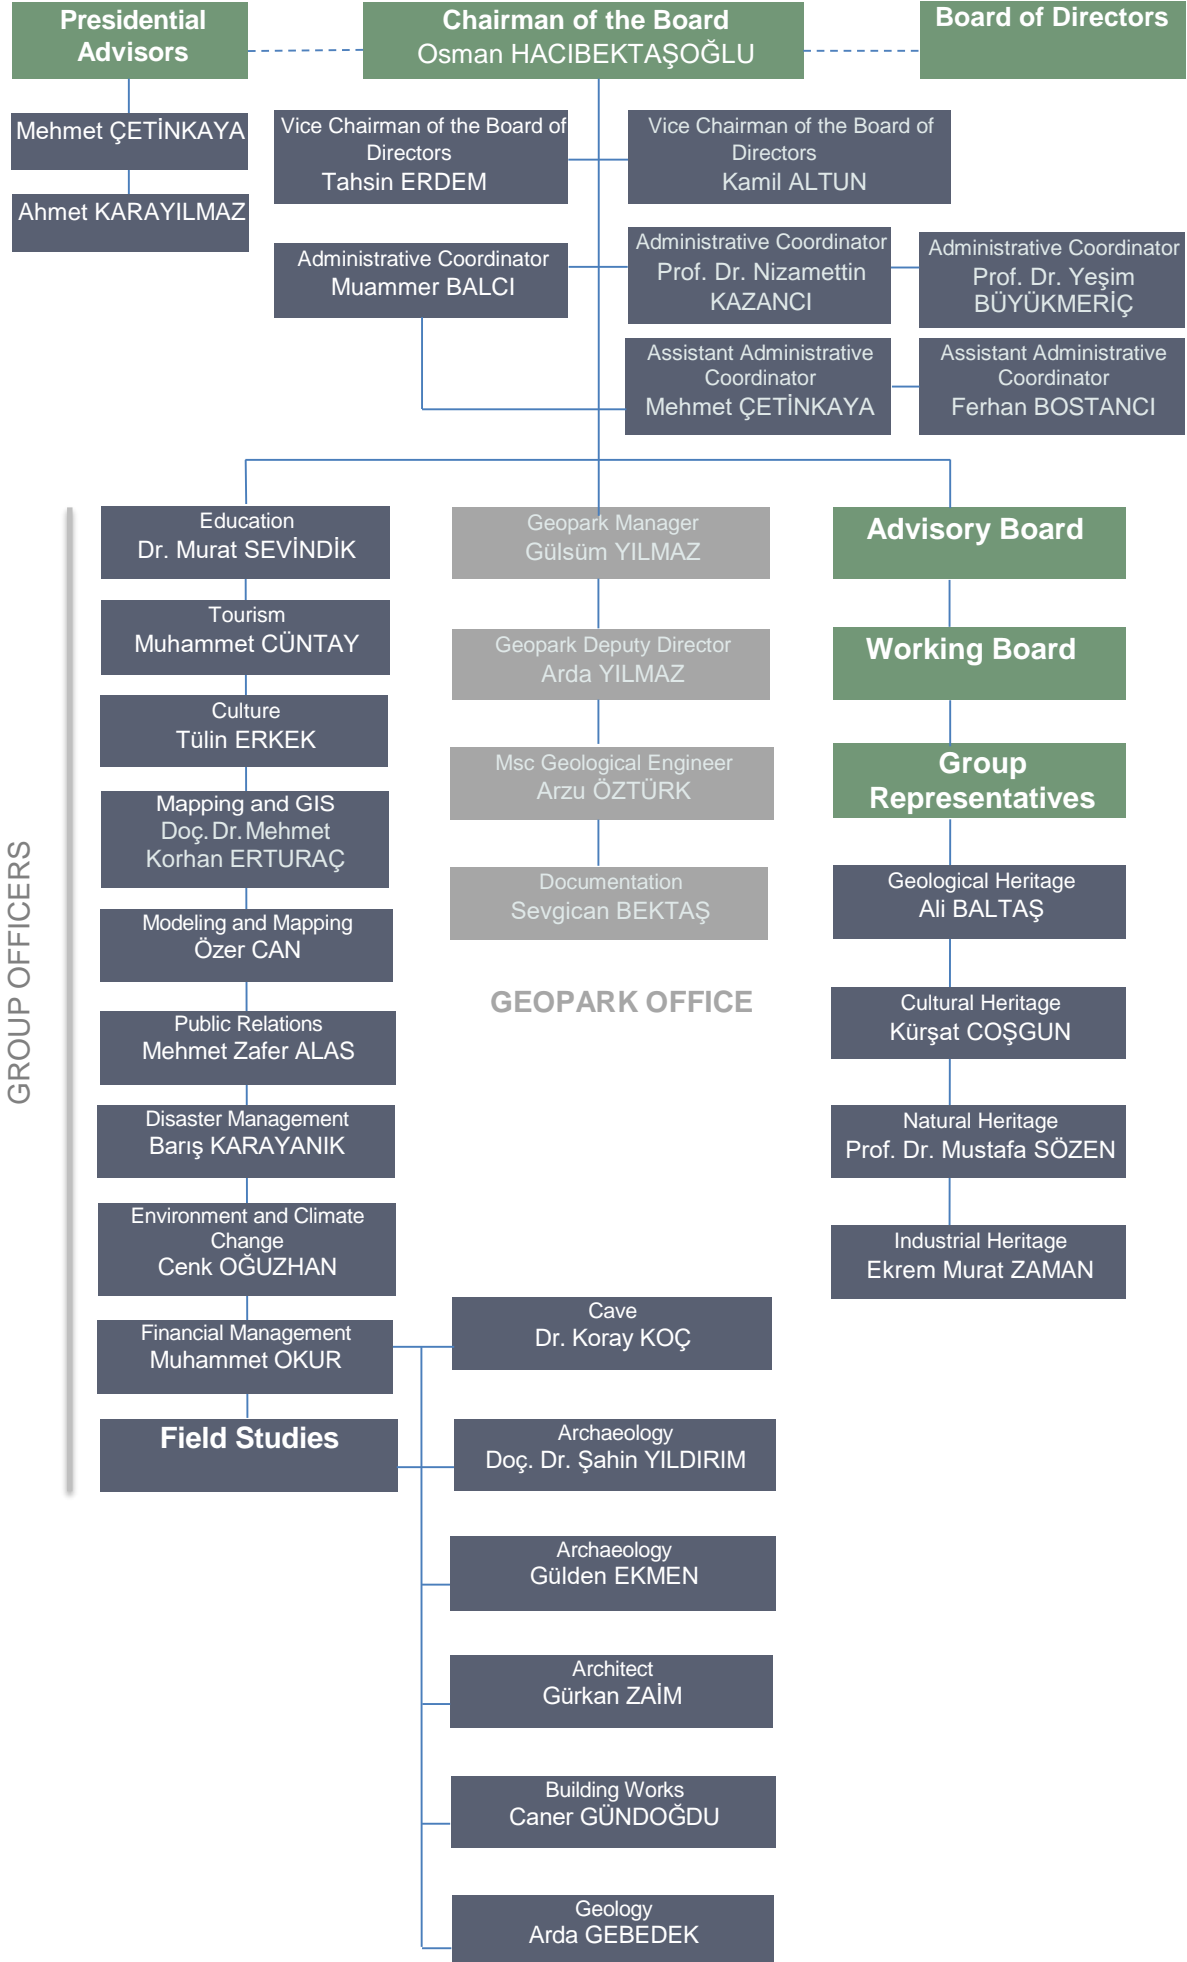 Presidential
Advisors
Chairman of the Board
Osman HACIBEKTAŞOĞLU
Board of Directors
Mehmet ÇETİNKAYA
Ahmet KARAYILMAZ
Vice Chairman of the Board of
Directors
Tahsin ERDEM
Vice Chairman of the Board of
Directors
Kamil ALTUN
Administrative Coordinator
Muammer BALCI
Administrative Coordinator
Prof. Dr. Nizamettin
KAZANCI
Administrative Coordinator
Prof. Dr. Yeşim
BÜYÜKMERİÇ
Assistant Administrative
Coordinator
Mehmet ÇETİNKAYA
Assistant Administrative
Coordinator
Ferhan BOSTANCI
GROUP OFFICERS
Education
Dr. Murat SEVİNDİK
Tourism
Muhammet CÜNTAY
Culture
Tülin ERKEK
Mapping and GIS
Doç. Dr. Mehmet
Korhan ERTURAÇ
Modeling and Mapping
Özer CAN
Public Relations
Mehmet Zafer ALAS
Disaster Management
Barış KARAYANIK
Environment and Climate
Change
Cenk OĞUZHAN
Financial Management
Muhammet OKUR
Field Studies
Geopark Manager
Gülsüm YILMAZ
Geopark Deputy Director
Arda YILMAZ
Msc Geological Engineer
Arzu ÖZTÜRK
Documentation
Sevgican BEKTAŞ
GEOPARK OFFICE
Advisory Board
Working Board
Group
Representatives
Geological Heritage
Ali BALTAŞ
Cultural Heritage
Kürşat COŞGUN
Natural Heritage
Prof. Dr. Mustafa SÖZEN
Industrial Heritage
Ekrem Murat ZAMAN
Cave
Dr. Koray KOÇ
Archaeology
Doç. Dr. Şahin YILDIRIM
Archaeology
Gülden EKMEN
Architect
Gürkan ZAİM
Building Works
Caner GÜNDOĞDU
Geology
Arda GEBEDEK